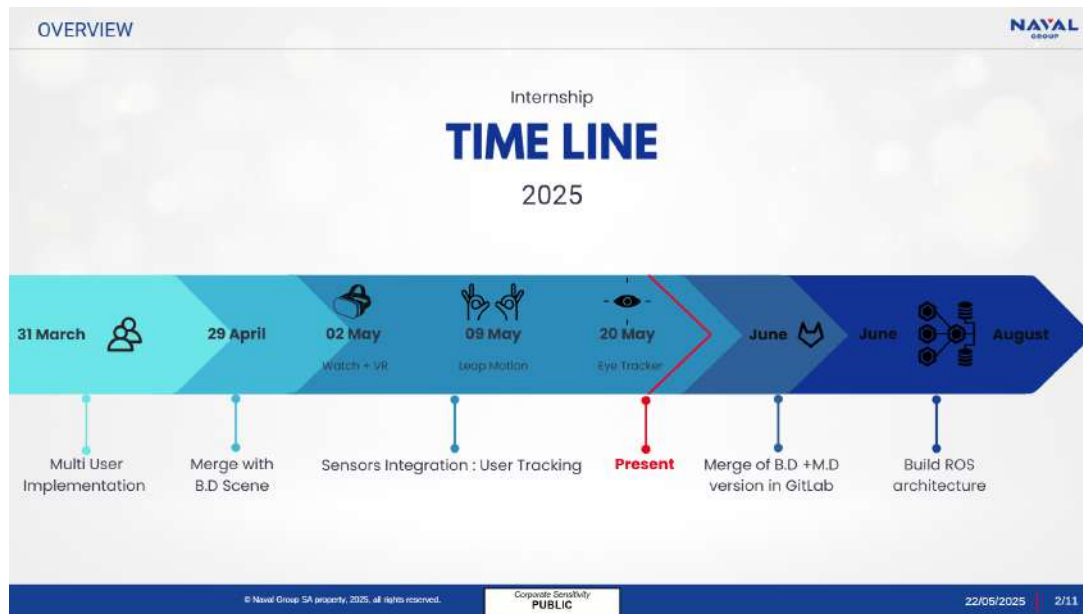 OVERVIEW
NAVAL
GROUP
Internship
TIME LINE
2025
31 March
29 April
02 May
09 May
20 May
June
June
August
Watch + VR
Leap Motion
Eye Tracker
Multi User
Implementation
Merge with
B.D Scene
Sensors Integration : User Tracking
Present
Merge of B.D +M.D
version in GitLab
Build ROS
architecture
© Naval Group SA property, 2025, all rights reserved.
Corporate Sensitivity
PUBLIC
22/05/2025
2/11